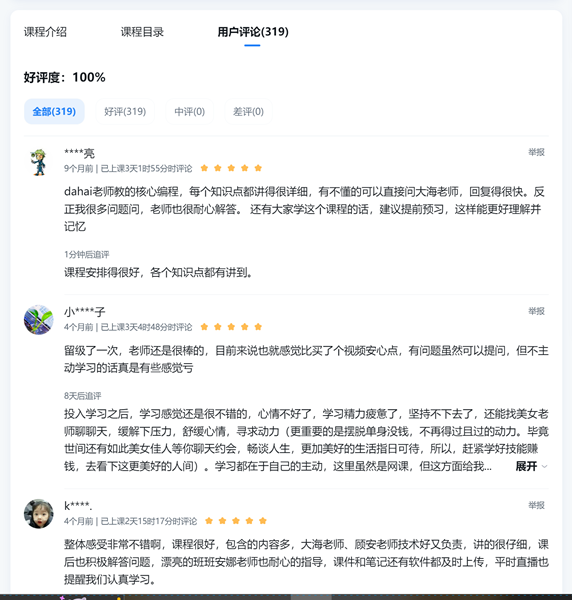 课程介绍 课程目录 用户评论(319)
好评度：100%
全部(319) 好评(319) 中评(0) 差评(0)
****亮 举报
9个月前 | 已上课3天1时55分时评论
dahai老师教的核心编程，每个知识点都讲得很详细，有不懂的可以直接问大海老师，回复得很快。反
正我很多问题问，老师也很耐心解答。 还有大家学这个课程的话，建议提前预习，这样能更好理解并
记忆
1分钟后追评
课程安排得很好，各个知识点都有讲到。
小****子 举报
4个月前 | 已上课3天4时48分时评论
留级了一次，老师还是很棒的，目前来说也就感觉比买了个视频安心点，有问题虽然可以提问，但不主
动学习的话真是有些感觉亏
8天后追评
投入学习之后，学习感觉还是很不错的，心情不好了，学习精力疲惫了，坚持不下去了，还能找美女老
师聊聊天，缓解下压力，舒缓心情，寻求动力（更重要的是摆脱单身没钱，不再得过且过的动力。毕竟
世间还有如此美女佳人等你聊天约会，畅谈人生，更加美好的生活指日可待，所以，赶紧学好技能赚
钱，去看下这更美好的人间）。学习都在于自己的主动，这里虽然是网课，但这方面给我... 展开
k****. 举报
4个月前 | 已上课2天15时17分时评论
整体感受非常不错啊，课程很好，包含的内容多，大海老师、顾安老师技术好又负责，讲的很仔细，课
后也积极解答问题，漂亮的班班安娜老师也耐心的指导，课件和笔记还有软件都及时上传，平时直播也
提醒我们认真学习。